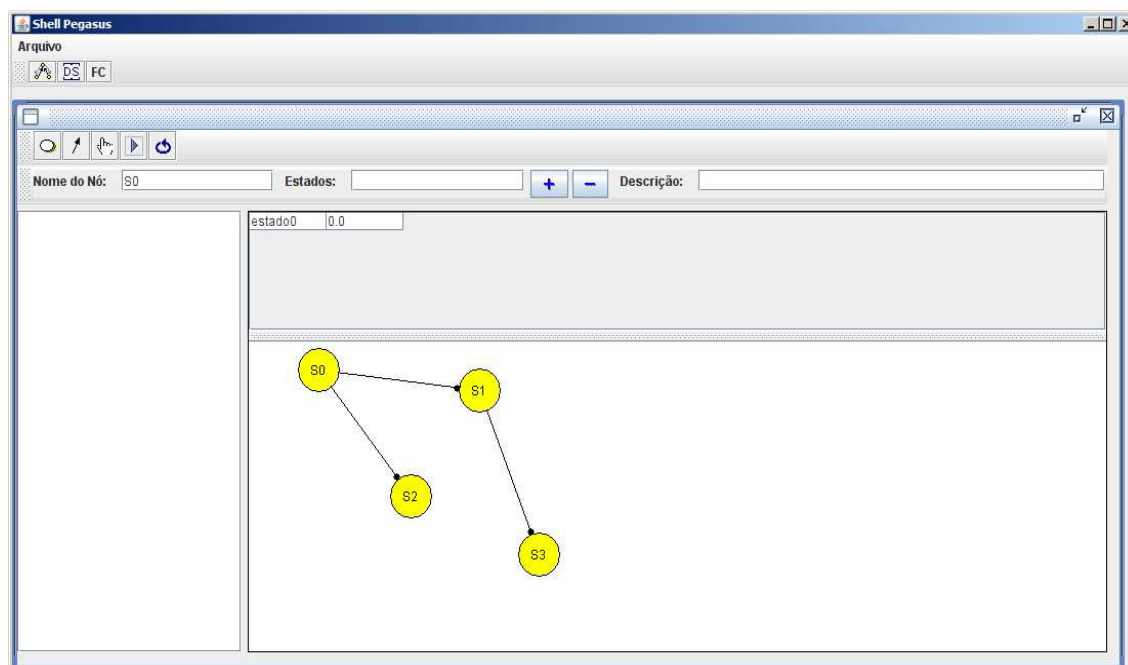 Shell Pegasus
Arquivo
DS FC
Nome do Nó: S0 Estados: Descrição:
estado0 0.0
S0
S1
S2
S3